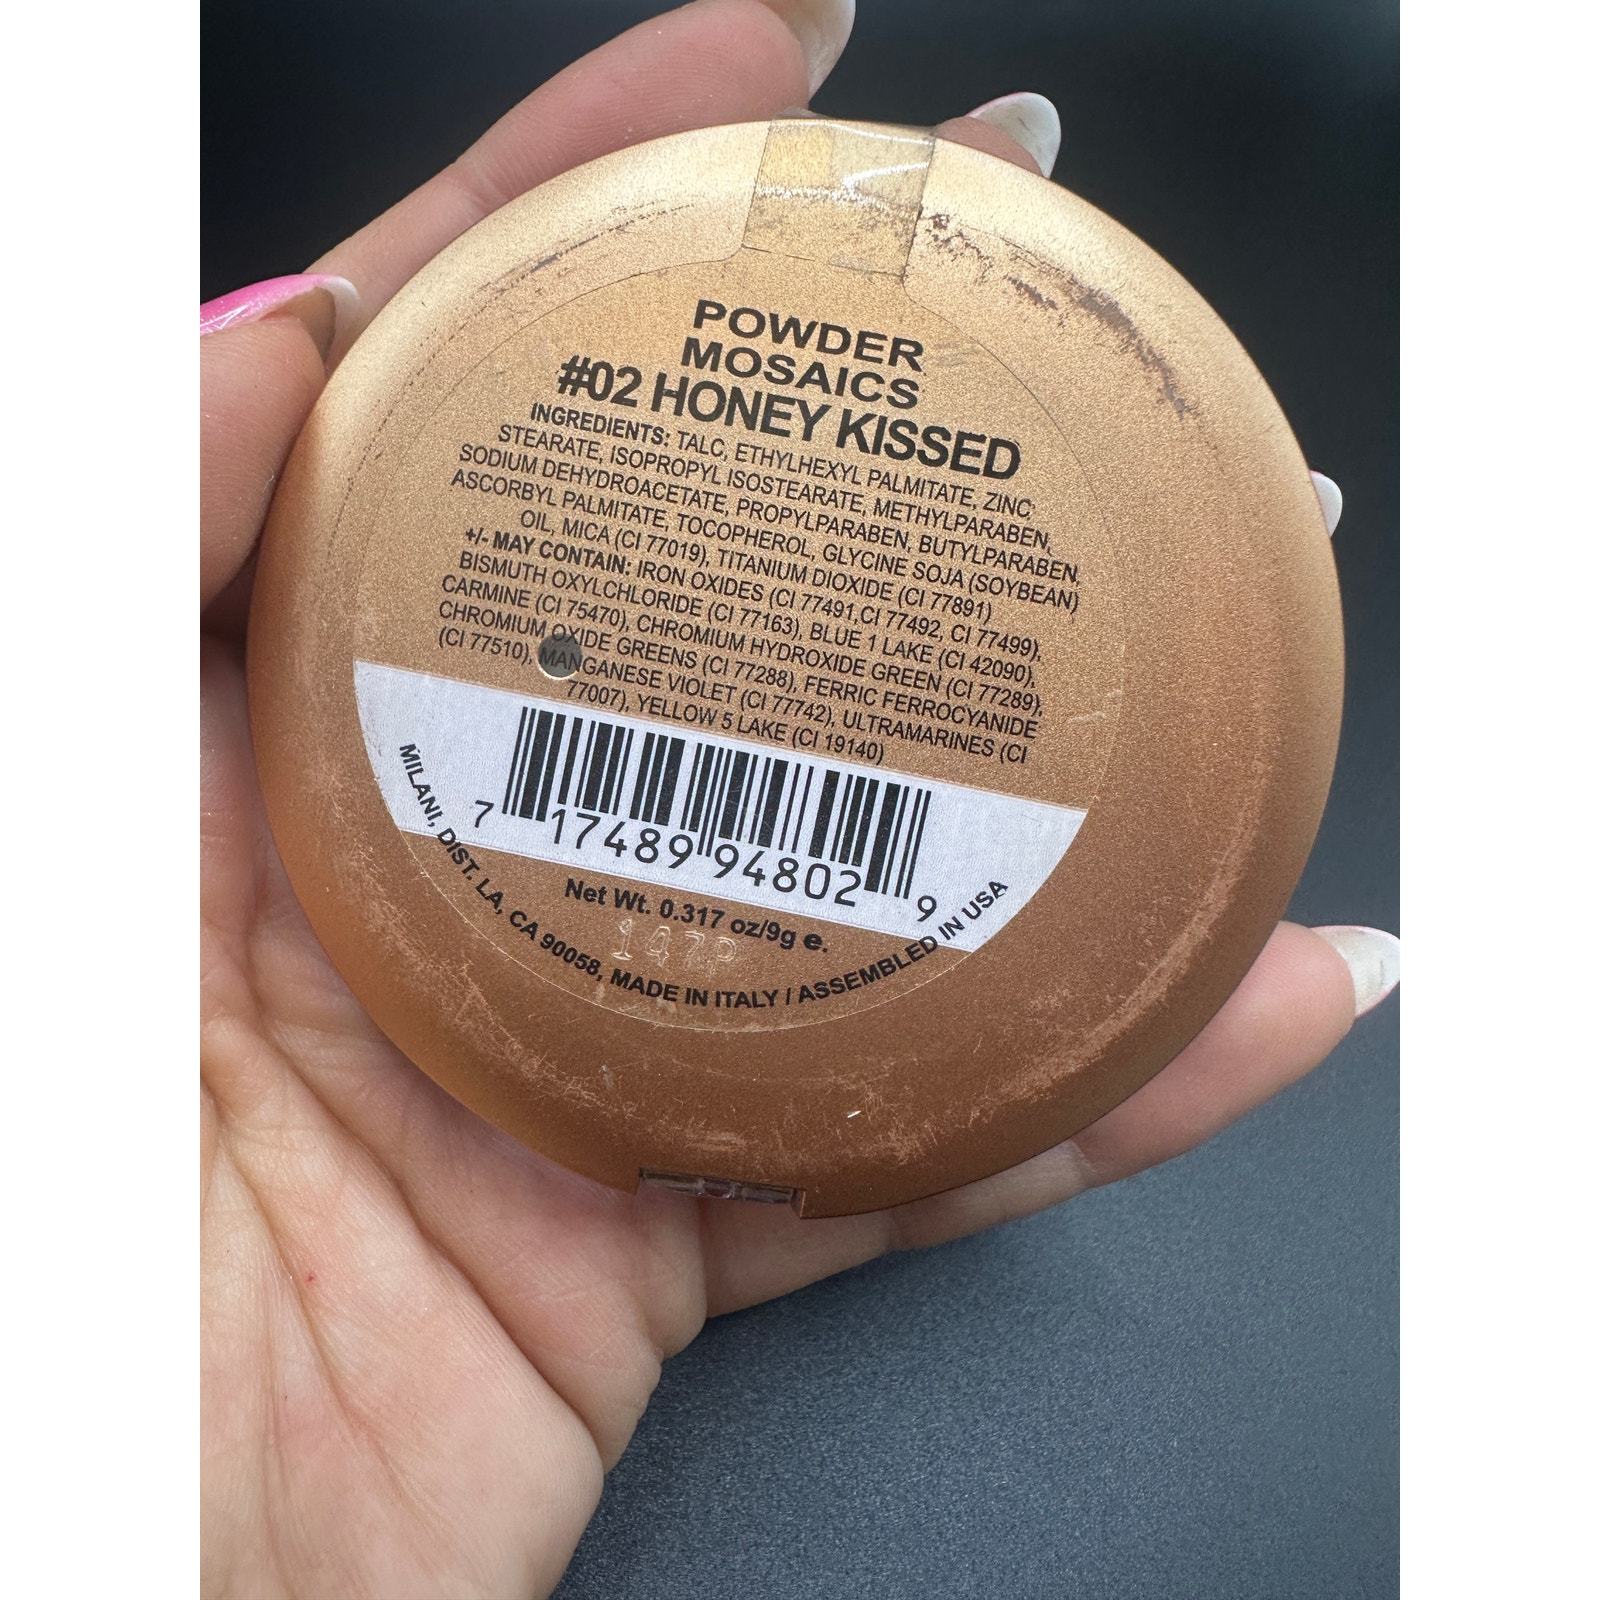 POWDER
MOSAICS
#02 HONEY KISSED
INGREDIENTS: TALC, ETHYLHEXYL PALMITATE, ZINC
STEARATE, ISOPROPYL ISOSTEARATE, METHYLPARABEN,
SODIUM DEHYDROACETATE, PROPYLPARABEN, BUTYLPARABEN,
ASCORBYL PALMITATE, TOCOPHEROL, GLYCINE SOJA (SOYBEAN)
OIL, MICA (CI 77019), TITANIUM DIOXIDE (CI 77891)
+/- MAY CONTAIN: IRON OXIDES (CI 77491,CI 77492, CI 77499),
BISMUTH OXYLCHLORIDE (CI 77163), BLUE 1 LAKE (CI 42090),
CARMINE (CI 75470), CHROMIUM HYDROXIDE GREEN (CI 77289),
CHROMIUM OXIDE GREENS (CI 77288), FERRIC FERROCYANIDE
(CI 77510), MANGANESE VIOLET (CI 77742), ULTRAMARINES (CI
77007), YELLOW 5 LAKE (CI 19140)
7 17489 94802 9
Net Wt. 0.317 oz/9g e.
147P
MILANI, DIST. LA, CA 90058, MADE IN ITALY / ASSEMBLED IN USA